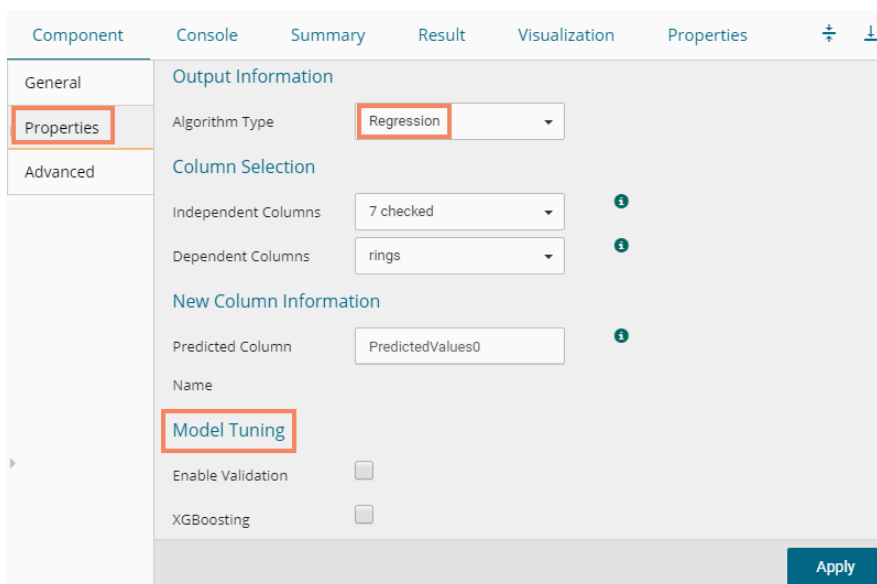 Component Console Summary Result Visualization Properties
General
Properties
Advanced
Output Information
Algorithm Type Regression
Column Selection
Independent Columns 7 checked
Dependent Columns rings
New Column Information
Predicted Column PredictedValues0
Name
Model Tuning
Enable Validation
XGBoosting
Apply